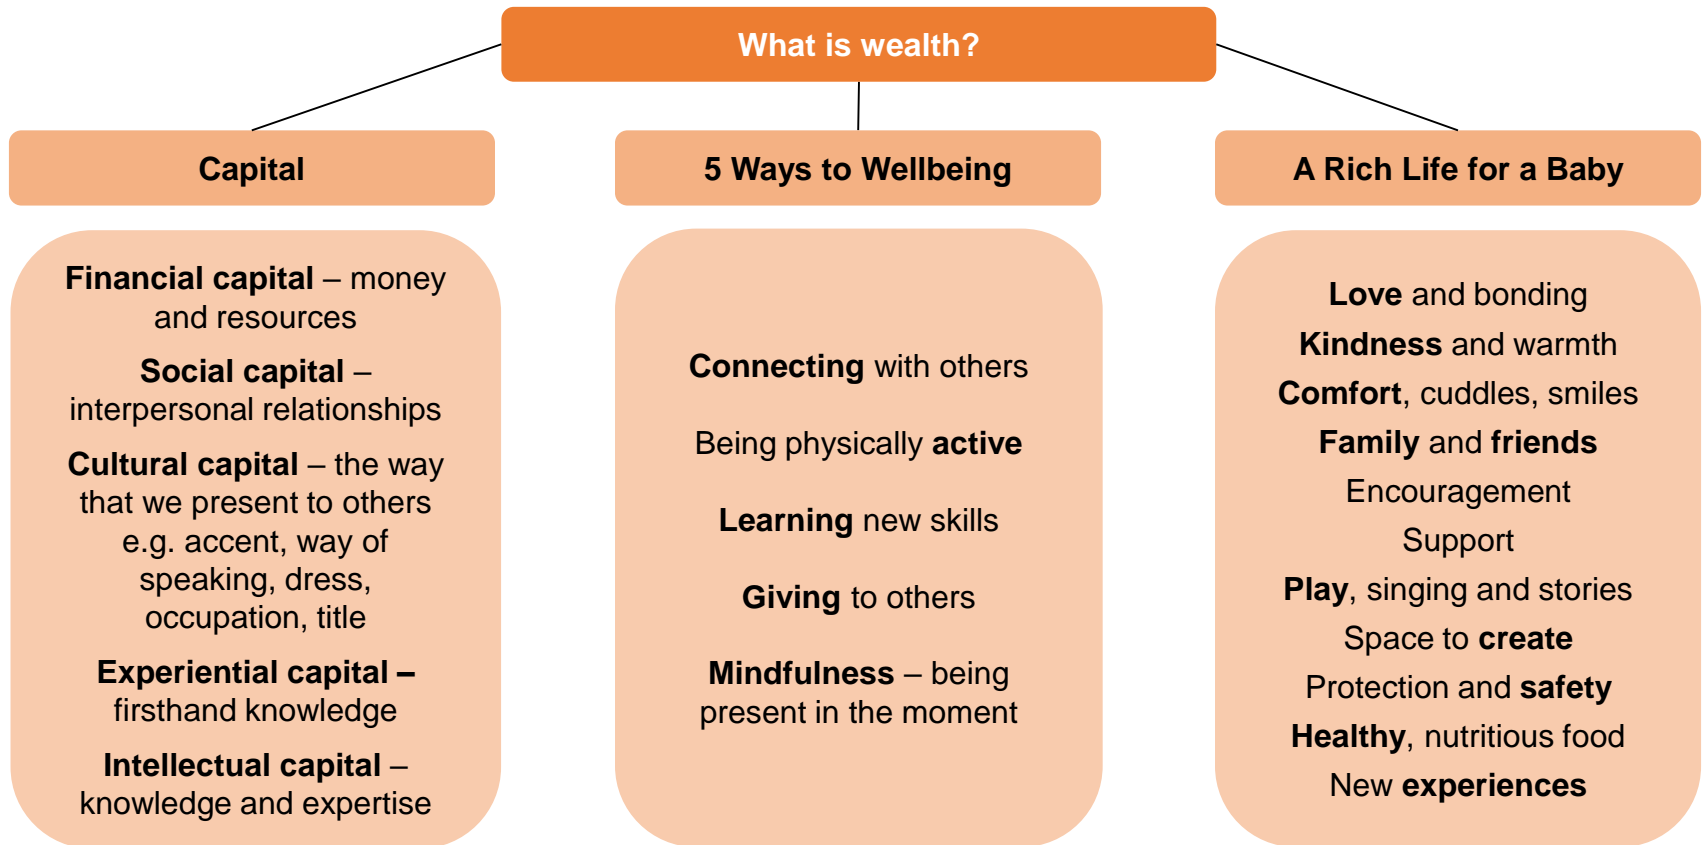 What is wealth?
Capital
Financial capital – money
and resources
Social capital –
interpersonal relationships
Cultural capital – the way
that we present to others
e.g. accent, way of
speaking, dress,
occupation, title
Experiential capital –
firsthand knowledge
Intellectual capital –
knowledge and expertise
5 Ways to Wellbeing
Connecting with others
Being physically active
Learning new skills
Giving to others
Mindfulness – being
present in the moment
A Rich Life for a Baby
Love and bonding
Kindness and warmth
Comfort, cuddles, smiles
Family and friends
Encouragement
Support
Play, singing and stories
Space to create
Protection and safety
Healthy, nutritious food
New experiences